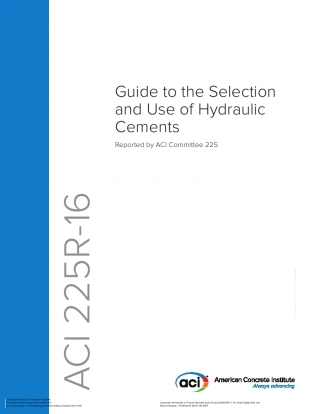 Guide to the Selection
and Use of Hydraulic
Cements
Reported by ACI Committee 225
ACI 225R-16
aci
American Concrete Institute
Always advancing